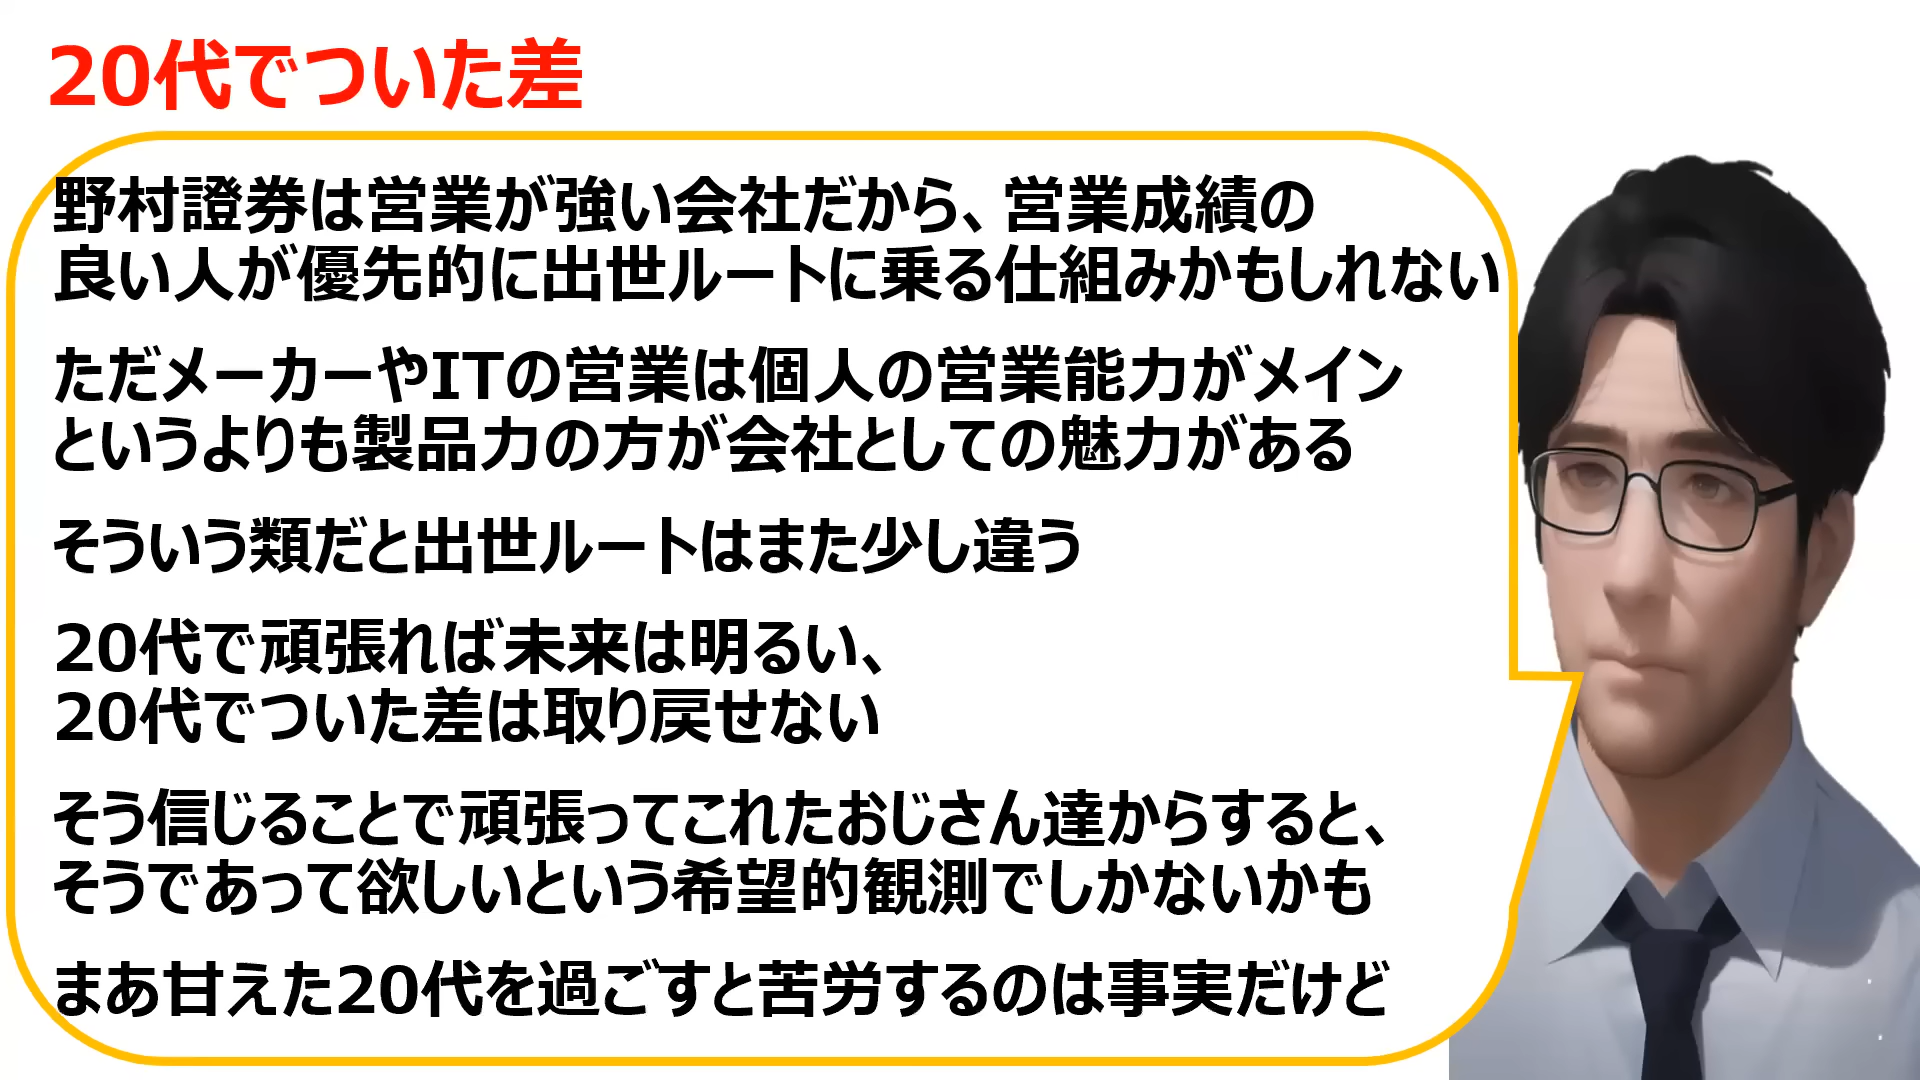 20代でついた差
野村證券は営業が強い会社だから、営業成績の
良い人が優先的に出世ルートに乗る仕組みかもしれない
ただメーカーやITの営業は個人の営業能力がメイン
というよりも製品力の方が会社としての魅力がある
そういう類だと出世ルートはまた少し違う
20代で頑張れば未来は明るい、
20代でついた差は取り戻せない
そう信じることで頑張ってこれたおじさん達からすると、
そうであって欲しいという希望的観測でしかないかも
まあ甘えた20代を過ごすと苦労するのは事実だけど